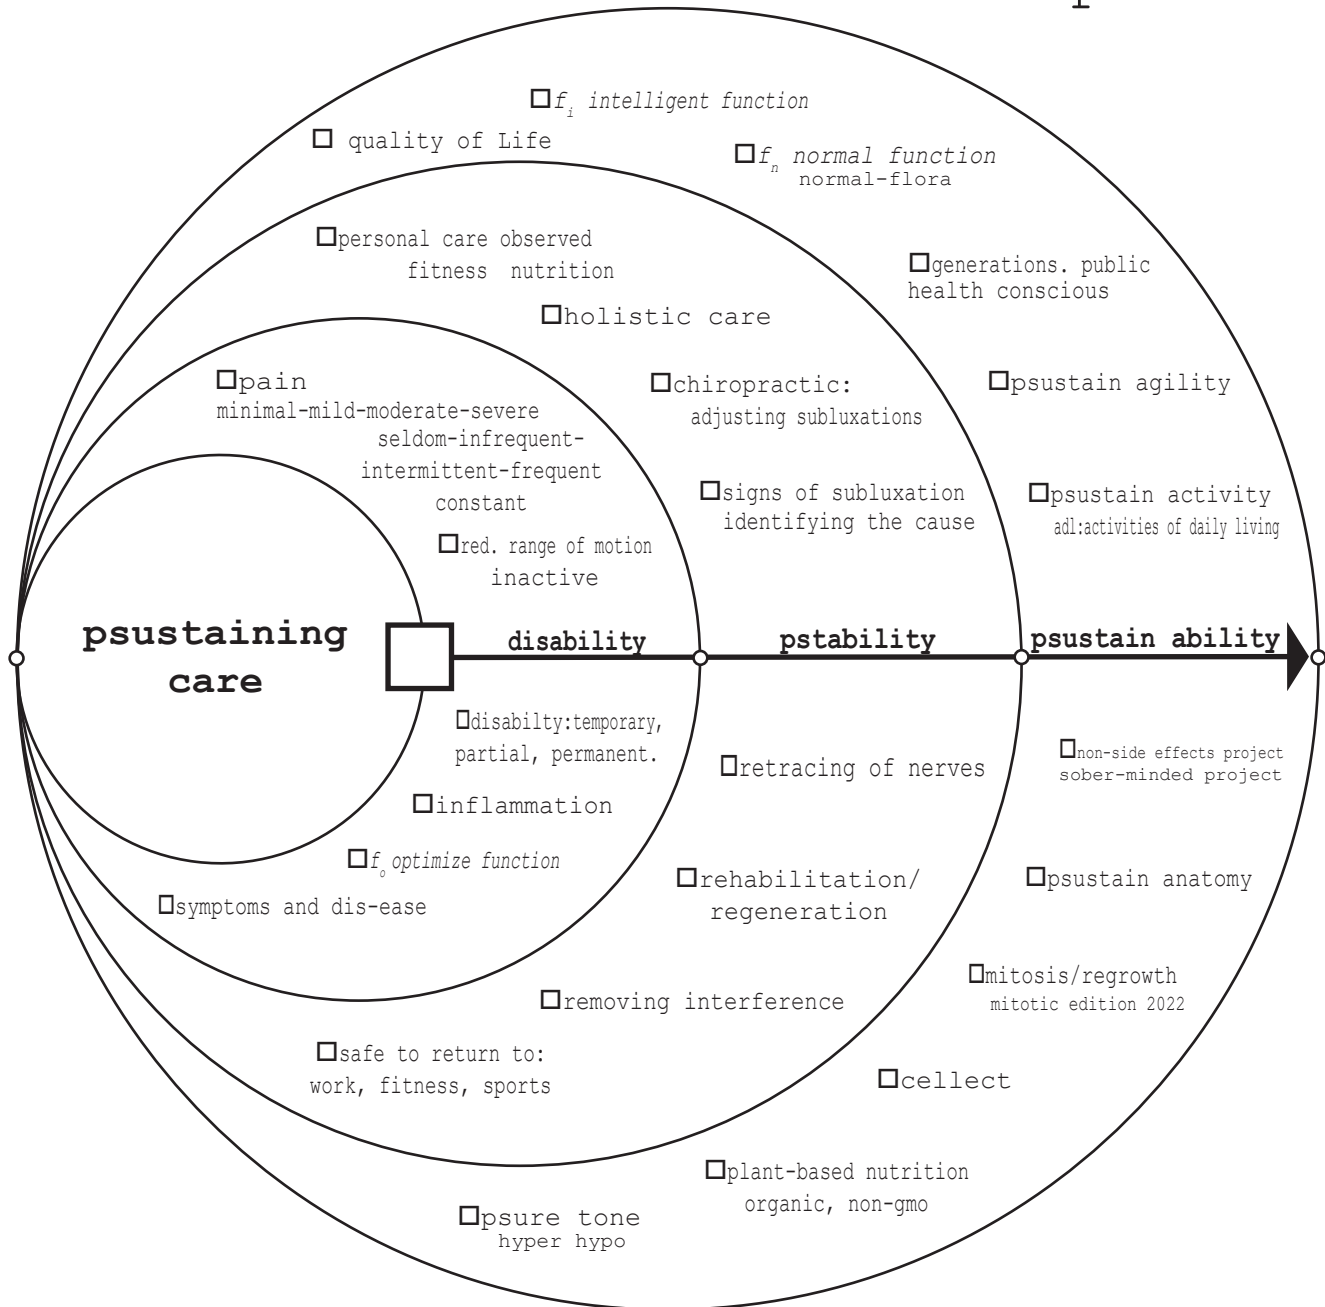 ☐f_i intelligent function
☐ quality of Life
☐f_n normal function
normal-flora
☐personal care observed
fitness nutrition
☐generations. public
health conscious
☐holistic care
☐pain
minimal-mild-moderate-severe
seldom-infrequent-
intermittent-frequent
constant
☐chiropractic:
adjusting subluxations
☐psustain agility
☐signs of subluxation
identifying the cause
☐psustain activity
adl:activities of daily living
☐red. range of motion
inactive
psustaining
care
disability
pstability
psustain ability
☐disabilty:temporary,
partial, permanent.
☐retracing of nerves
☐non-side effects project
sober-minded project
☐inflammation
☐f_o optimize function
☐symptoms and dis-ease
☐rehabilitation/
regeneration
☐psustain anatomy
☐removing interference
☐mitosis/regrowth
mitotic edition 2022
☐safe to return to:
work, fitness, sports
☐cellect
☐plant-based nutrition
organic, non-gmo
☐psure tone
hyper hypo